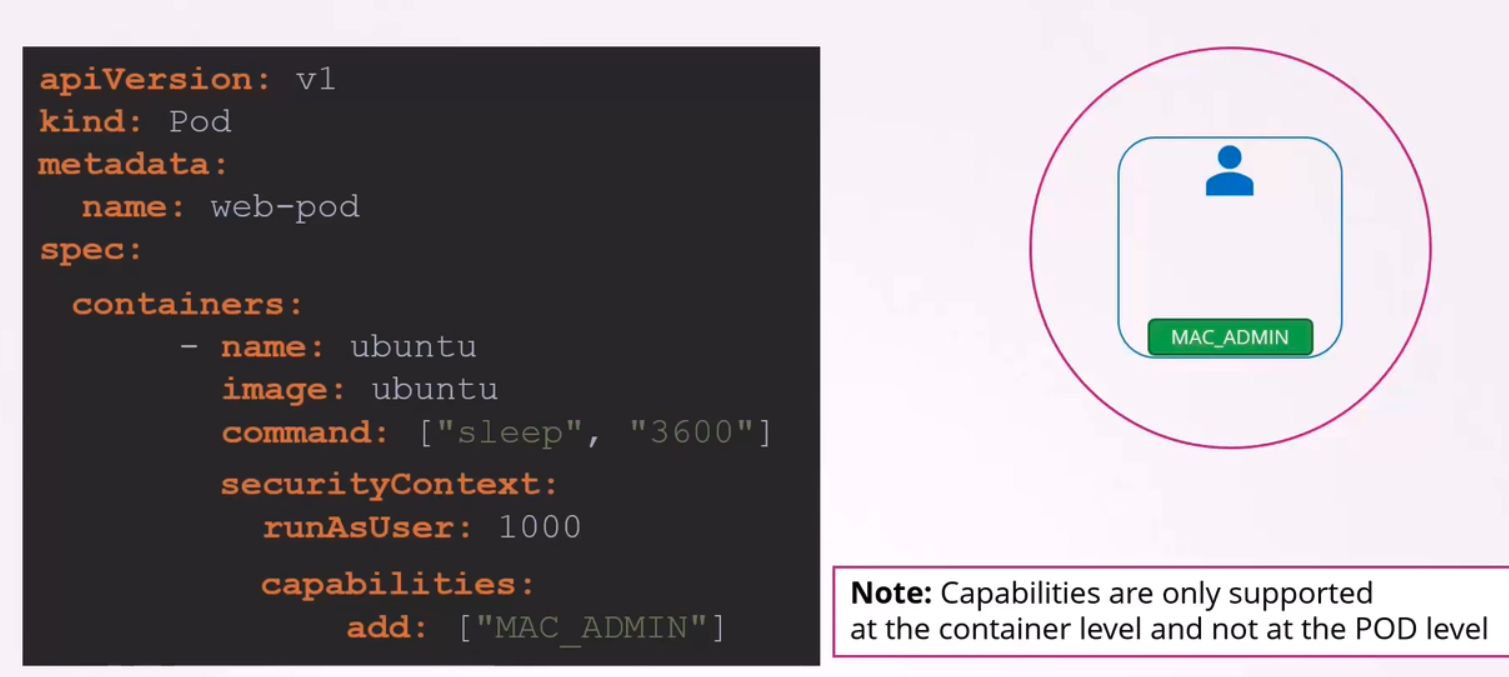 apiVersion: v1
kind: Pod
metadata:
  name: web-pod
spec:
  containers:
      - name: ubuntu
        image: ubuntu
        command: ["sleep", "3600"]
        securityContext:
          runAsUser: 1000
          capabilities:
              add: ["MAC_ADMIN"]
MAC_ADMIN
Note: Capabilities are only supported
at the container level and not at the POD level